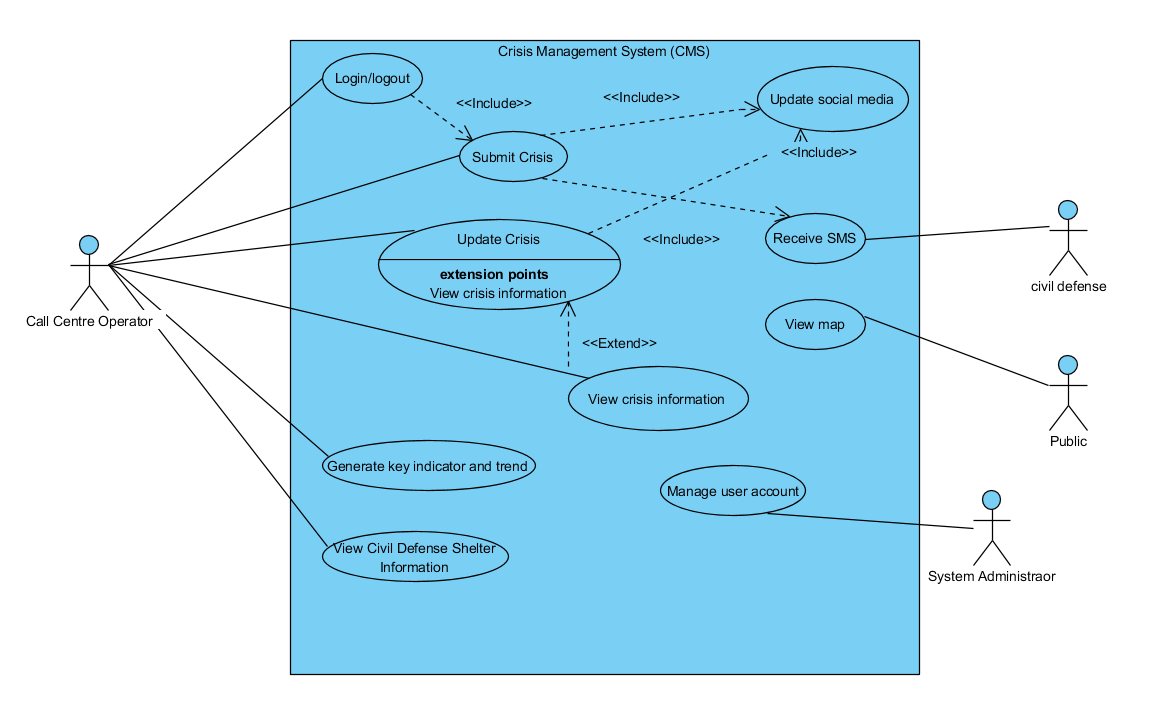 Crisis Management System (CMS)
Login/logout
<<Include>>
<<Include>>
Update social media
Submit Crisis
<<Include>>
Update Crisis
<<Include>>
Receive SMS
extension points
View crisis information
civil defense
Call Centre Operator
View map
<<Extend>>
View crisis information
Public
Generate key indicator and trend
Manage user account
View Civil Defense Shelter
Information
System Administraor